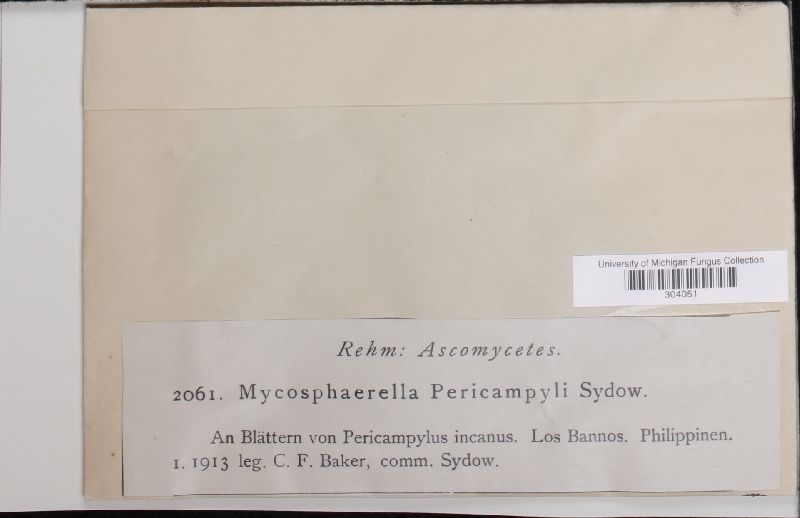 University of Michigan Fungus Collection
304051
Rehm: Ascomycetes.
2061. Mycosphaerella Pericampyli Sydow.
An Blättern von Pericampylus incanus. Los Bannos. Philippinen.
1. 1913 leg. C. F. Baker, comm. Sydow.